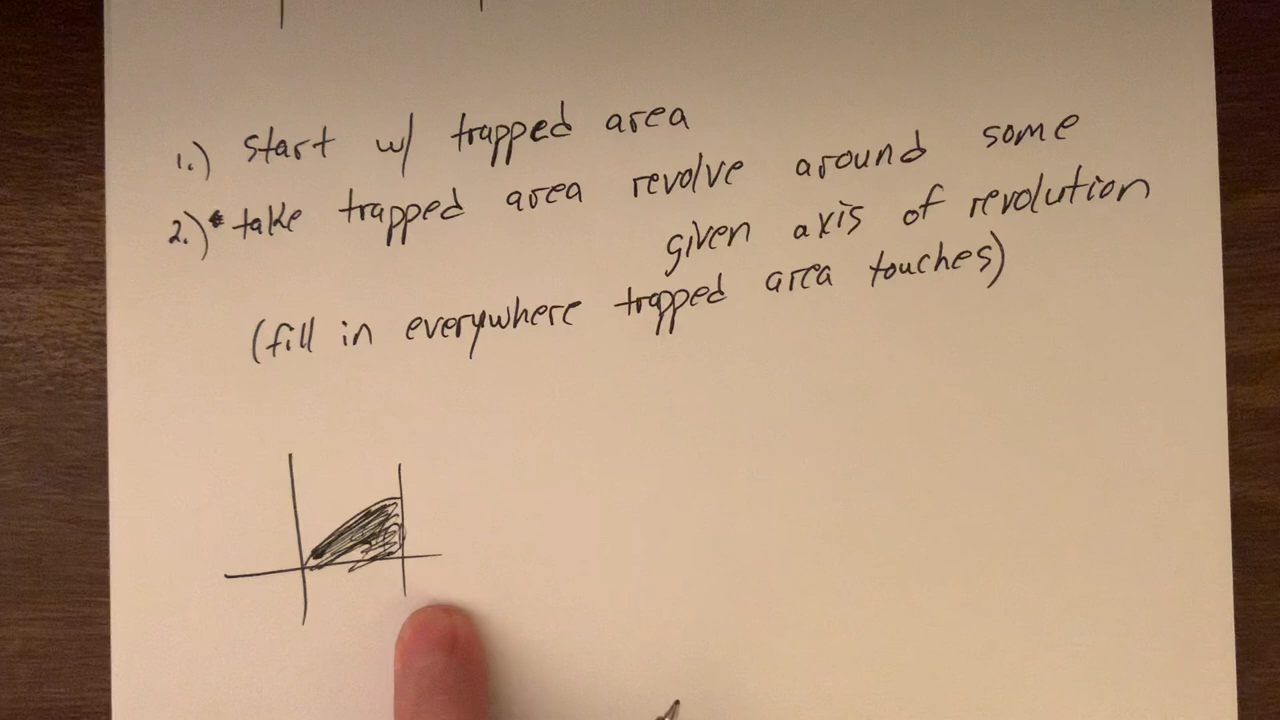 1.) start w/ trapped area
2.) take trapped area revolve around some
given axis of revolution
(fill in everywhere trapped area touches)